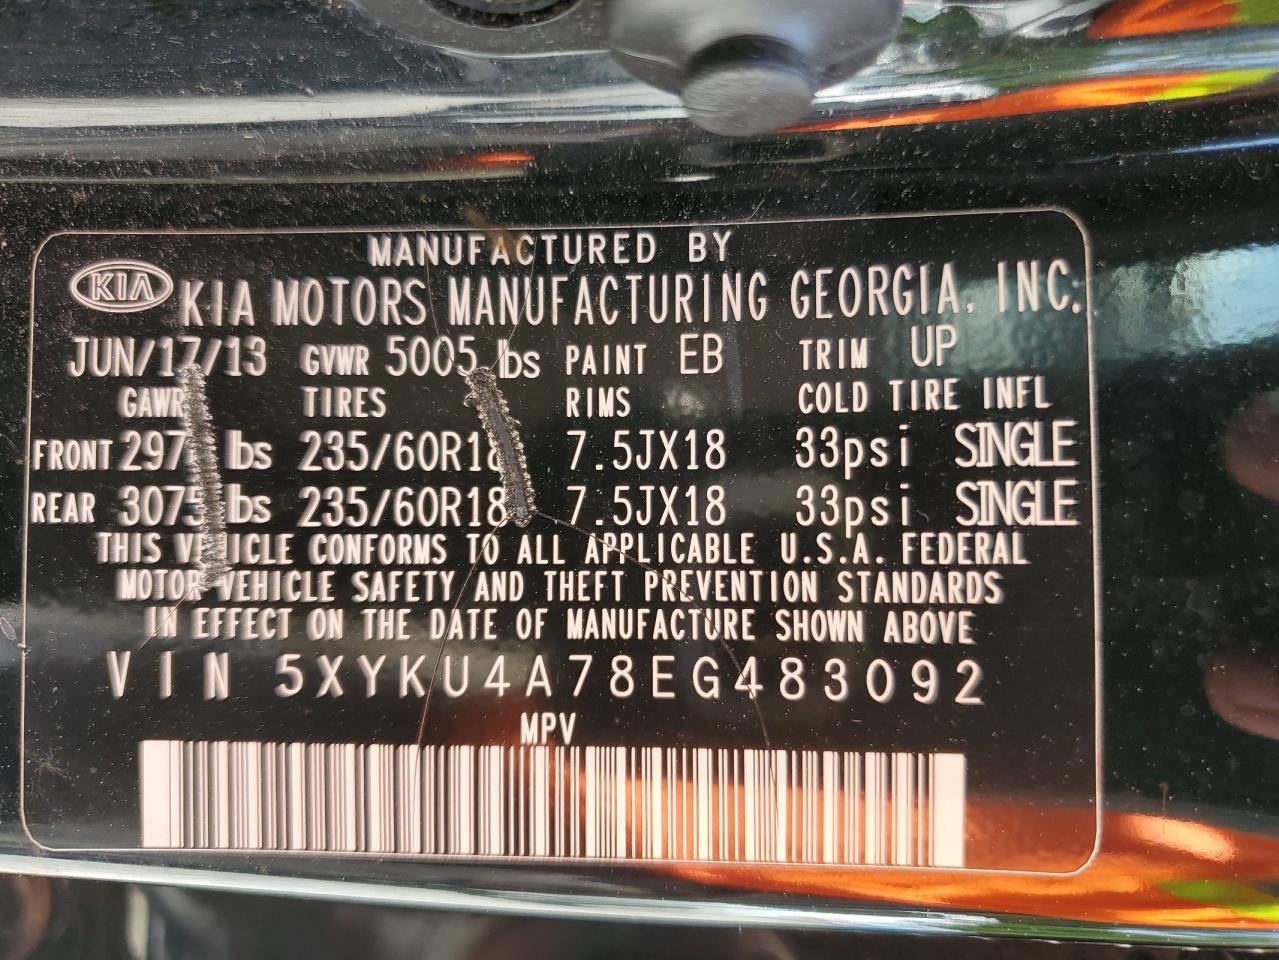 MANUFACTURED BY
KIA KIA MOTORS MANUFACTURING GEORGIA, INC.
JUN/17/13 GVWR 5005 lbs PAINT EB TRIM UP
GAWR TIRES RIMS COLD TIRE INFL
FRONT lbs 235/60R18 7.5JX18 33psi SINGLE
REAR 3075 lbs 235/60R18 7.5JX18 33psi SINGLE
THIS VEHICLE CONFORMS TO ALL APPLICABLE U.S.A. FEDERAL
MOTOR VEHICLE SAFETY AND THEFT PREVENTION STANDARDS
IN EFFECT ON THE DATE OF MANUFACTURE SHOWN ABOVE
VIN 5XYKU4A78EG483092
MPV